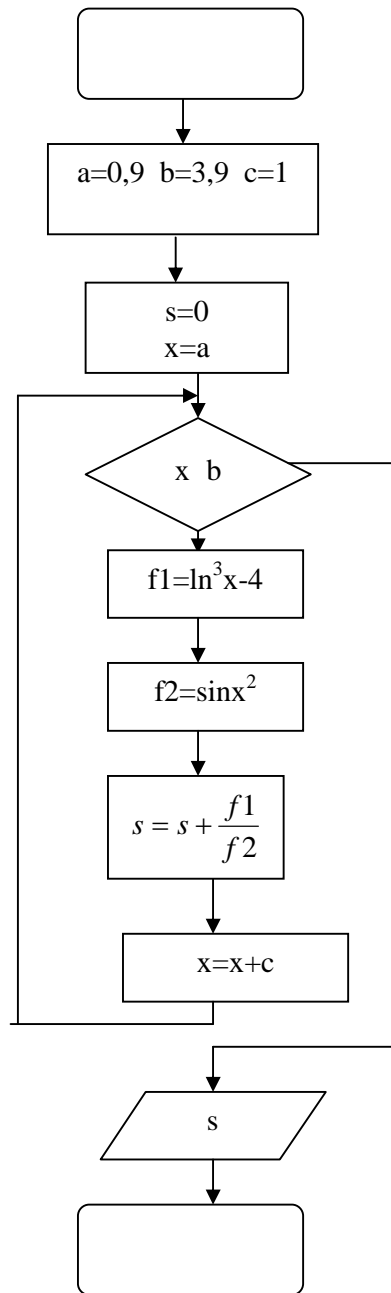 a=0,9 b=3,9 c=1
s=0
x=a
x b
f1=ln³x-4
f2=sinx²
s = s + f1/f2
x=x+c
s